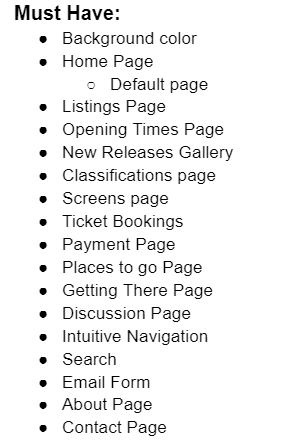 Must Have:
● Background color
● Home Page
○ Default page
● Listings Page
● Opening Times Page
● New Releases Gallery
● Classifications page
● Screens page
● Ticket Bookings
● Payment Page
● Places to go Page
● Getting There Page
● Discussion Page
● Intuitive Navigation
● Search
● Email Form
● About Page
● Contact Page